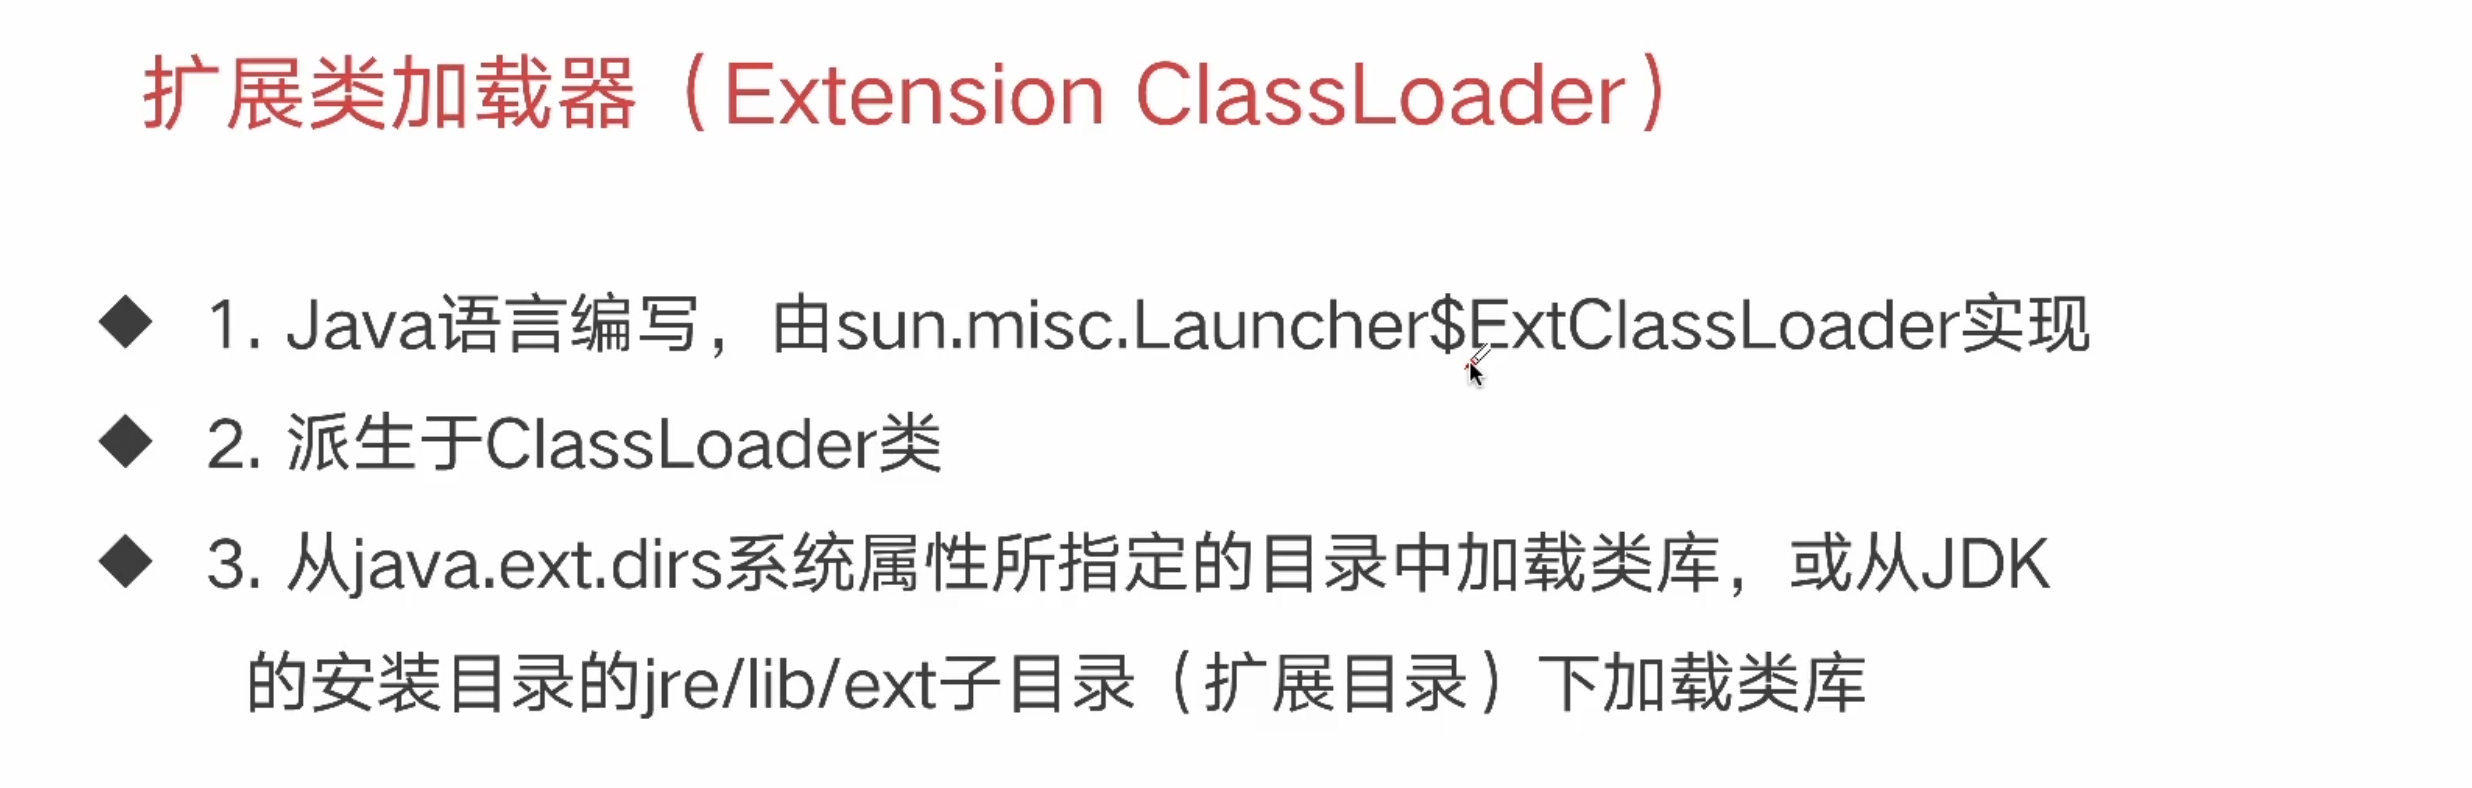 扩展类加载器（Extension ClassLoader）
◆ 1. Java语言编写，由sun.misc.Launcher$ExtClassLoader实现
◆ 2. 派生于ClassLoader类
◆ 3. 从java.ext.dirs系统属性所指定的目录中加载类库，或从JDK
的安装目录的jre/lib/ext子目录（扩展目录）下加载类库